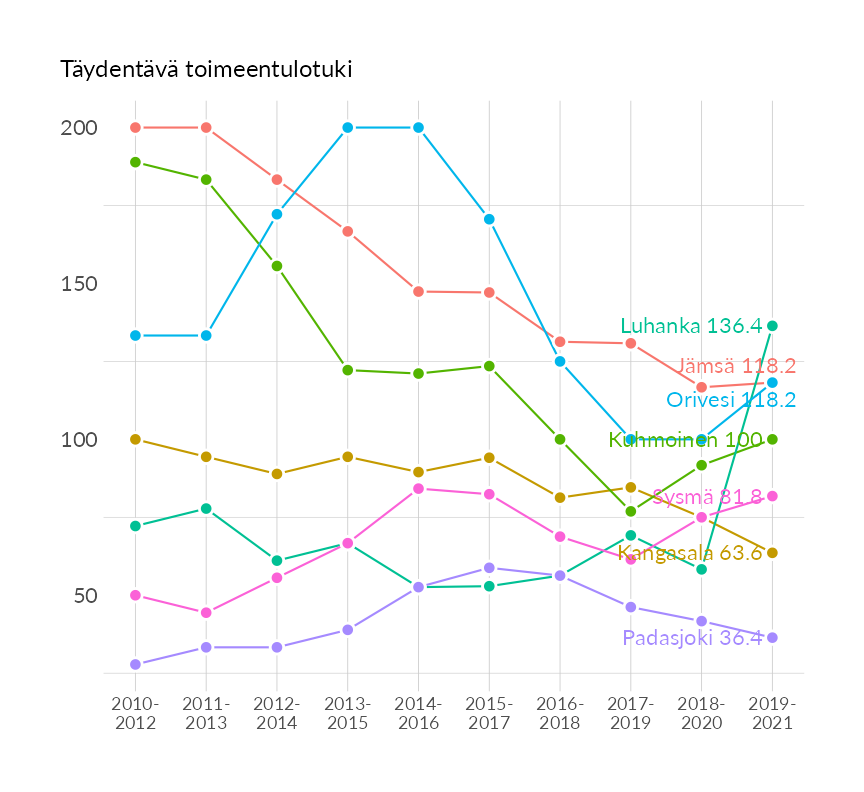 Täydentävä toimeentulotuki
200
150
100
50
Luhanka 136.4
Jämsä 118.2
Orivesi 118.2
Kuhmoinen 100
Sysmä 81.8
Kangasala 63.6
Padasjoki 36.4
2010- 2011- 2012- 2013- 2014- 2015- 2016- 2017- 2018- 2019-
2012 2013 2014 2015 2016 2017 2018 2019 2020 2021